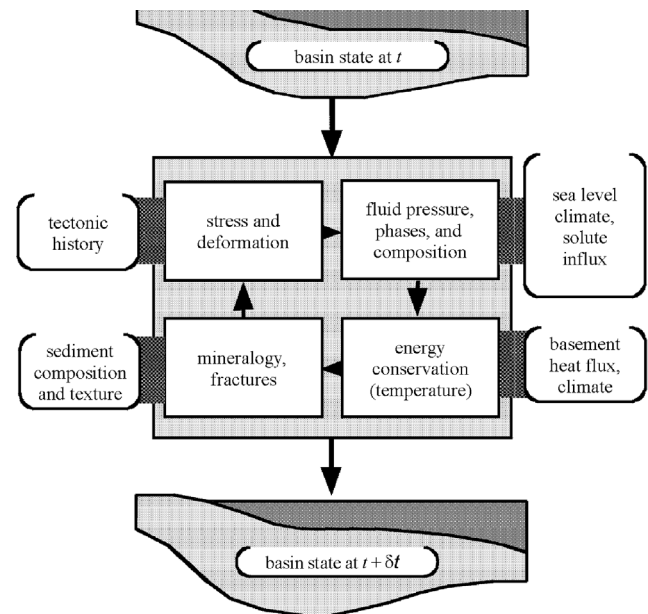 basin state at t
tectonic
history
stress and
deformation
fluid pressure,
phases, and
composition
sea level
climate,
solute
influx
sediment
composition
and texture
mineralogy,
fractures
energy
conservation
(temperature)
basement
heat flux,
climate
basin state at t + δt